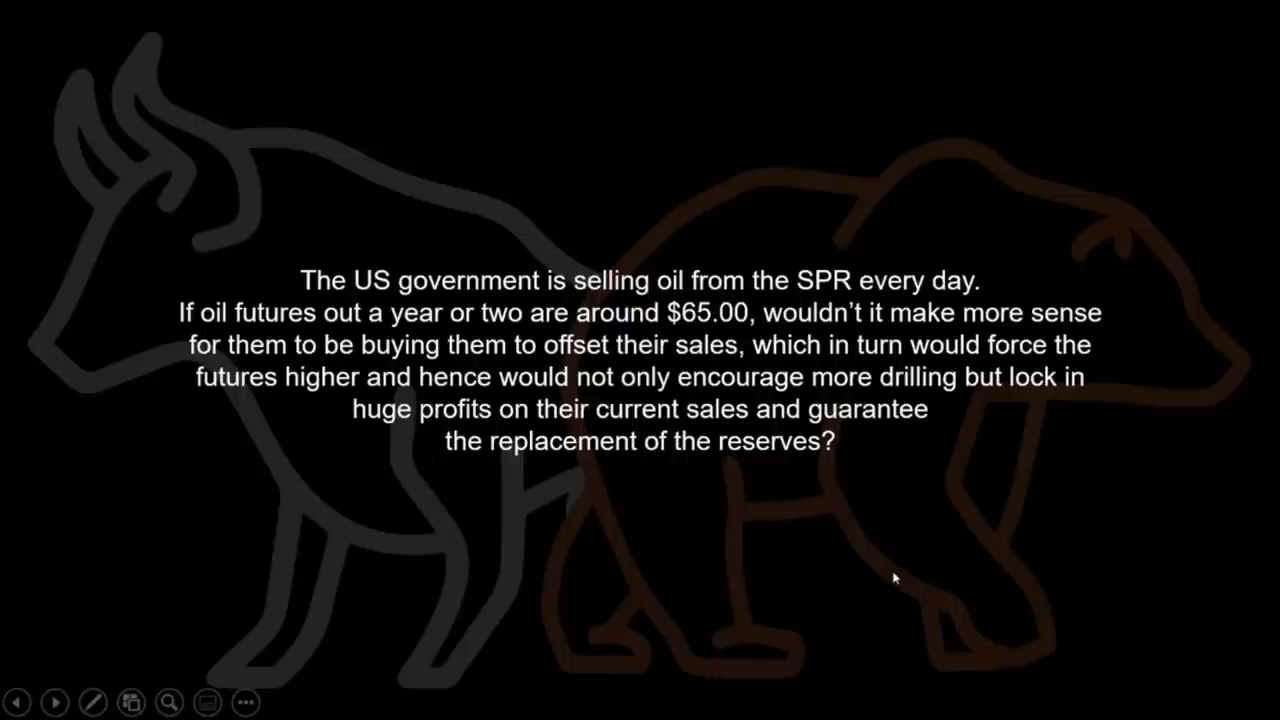 The US government is selling oil from the SPR every day.
If oil futures out a year or two are around $65.00, wouldn’t it make more sense
for them to be buying them to offset their sales, which in turn would force the
futures higher and hence would not only encourage more drilling but lock in
huge profits on their current sales and guarantee
the replacement of the reserves?